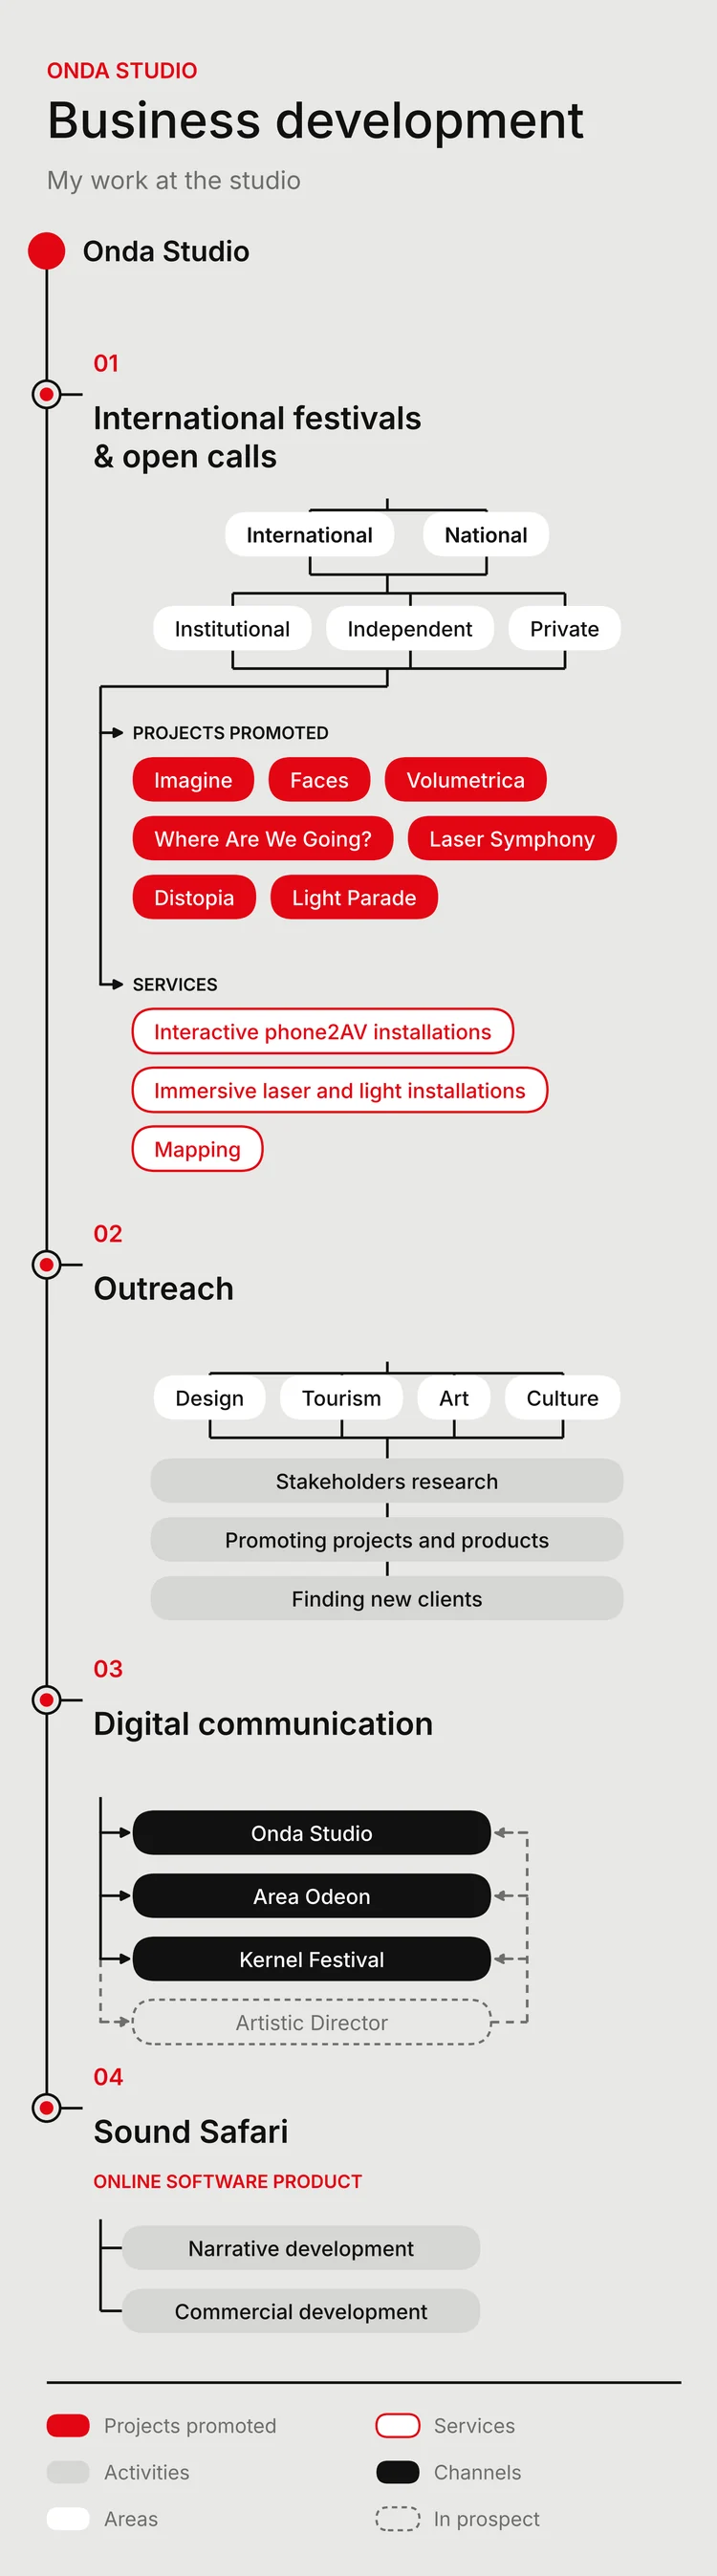 ONDA STUDIO
Business development
My work at the studio
Onda Studio
01
International festivals
& open calls
International National
Institutional Independent Private
PROJECTS PROMOTED
Imagine Faces Volumetrica
Where Are We Going? Laser Symphony
Distopia Light Parade
SERVICES
Interactive phone2AV installations
Immersive laser and light installations
Mapping
02
Outreach
Design Tourism Art Culture
Stakeholders research
Promoting projects and products
Finding new clients
03
Digital communication
Onda Studio
Area Odeon
Kernel Festival
Artistic Director
04
Sound Safari
ONLINE SOFTWARE PRODUCT
Narrative development
Commercial development
Projects promoted Services
Activities Channels
Areas In prospect